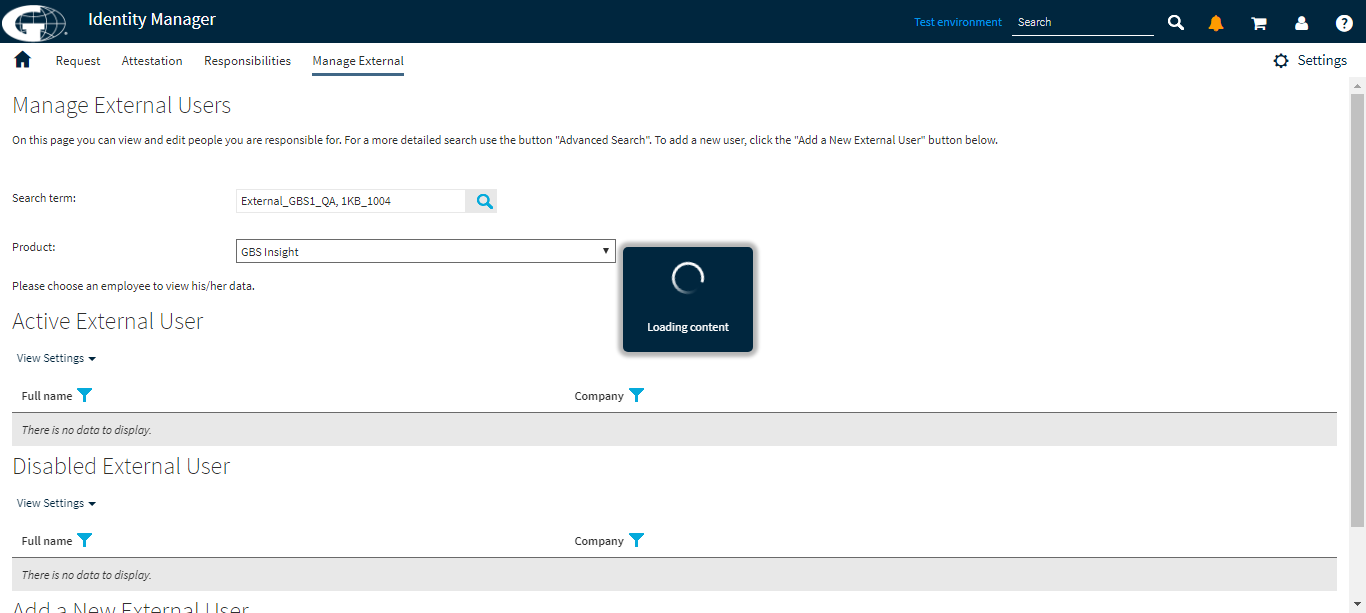 Identity Manager
Test environment Search
Request Attestation Responsibilities Manage External Settings
Manage External Users
On this page you can view and edit people you are responsible for. For a more detailed search use the button "Advanced Search". To add a new user, click the "Add a New External User" button below.
Search term: External_GBS1_QA, 1KB_1004
Product: GBS Insight
Loading content
Please choose an employee to view his/her data.
Active External User
View Settings
Full name Company
There is no data to display.
Disabled External User
View Settings
Full name Company
There is no data to display.
Add a New External User